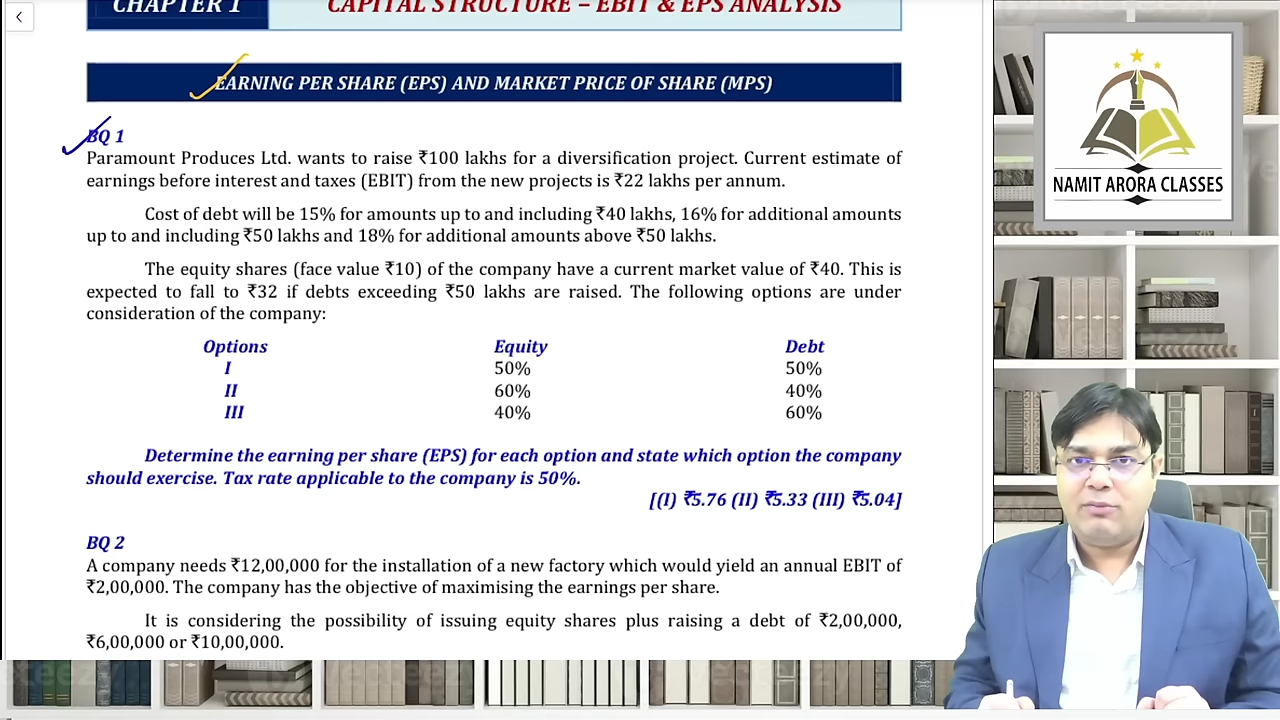 CHAPTER 1
CAPITAL STRUCTURE – EBIT & EPS ANALYSIS
EARNING PER SHARE (EPS) AND MARKET PRICE OF SHARE (MPS)
BQ 1
Paramount Produces Ltd. wants to raise ₹100 lakhs for a diversification project. Current estimate of
earnings before interest and taxes (EBIT) from the new projects is ₹22 lakhs per annum.
Cost of debt will be 15% for amounts up to and including ₹40 lakhs, 16% for additional amounts
up to and including ₹50 lakhs and 18% for additional amounts above ₹50 lakhs.
The equity shares (face value ₹10) of the company have a current market value of ₹40. This is
expected to fall to ₹32 if debts exceeding ₹50 lakhs are raised. The following options are under
consideration of the company:
Options Equity Debt
I 50% 50%
II 60% 40%
III 40% 60%
Determine the earning per share (EPS) for each option and state which option the company
should exercise. Tax rate applicable to the company is 50%.
[(I) ₹5.76 (II) ₹5.33 (III) ₹5.04]
BQ 2
A company needs ₹12,00,000 for the installation of a new factory which would yield an annual EBIT of
₹2,00,000. The company has the objective of maximising the earnings per share.
It is considering the possibility of issuing equity shares plus raising a debt of ₹2,00,000,
₹6,00,000 or ₹10,00,000.
NAMIT ARORA CLASSES